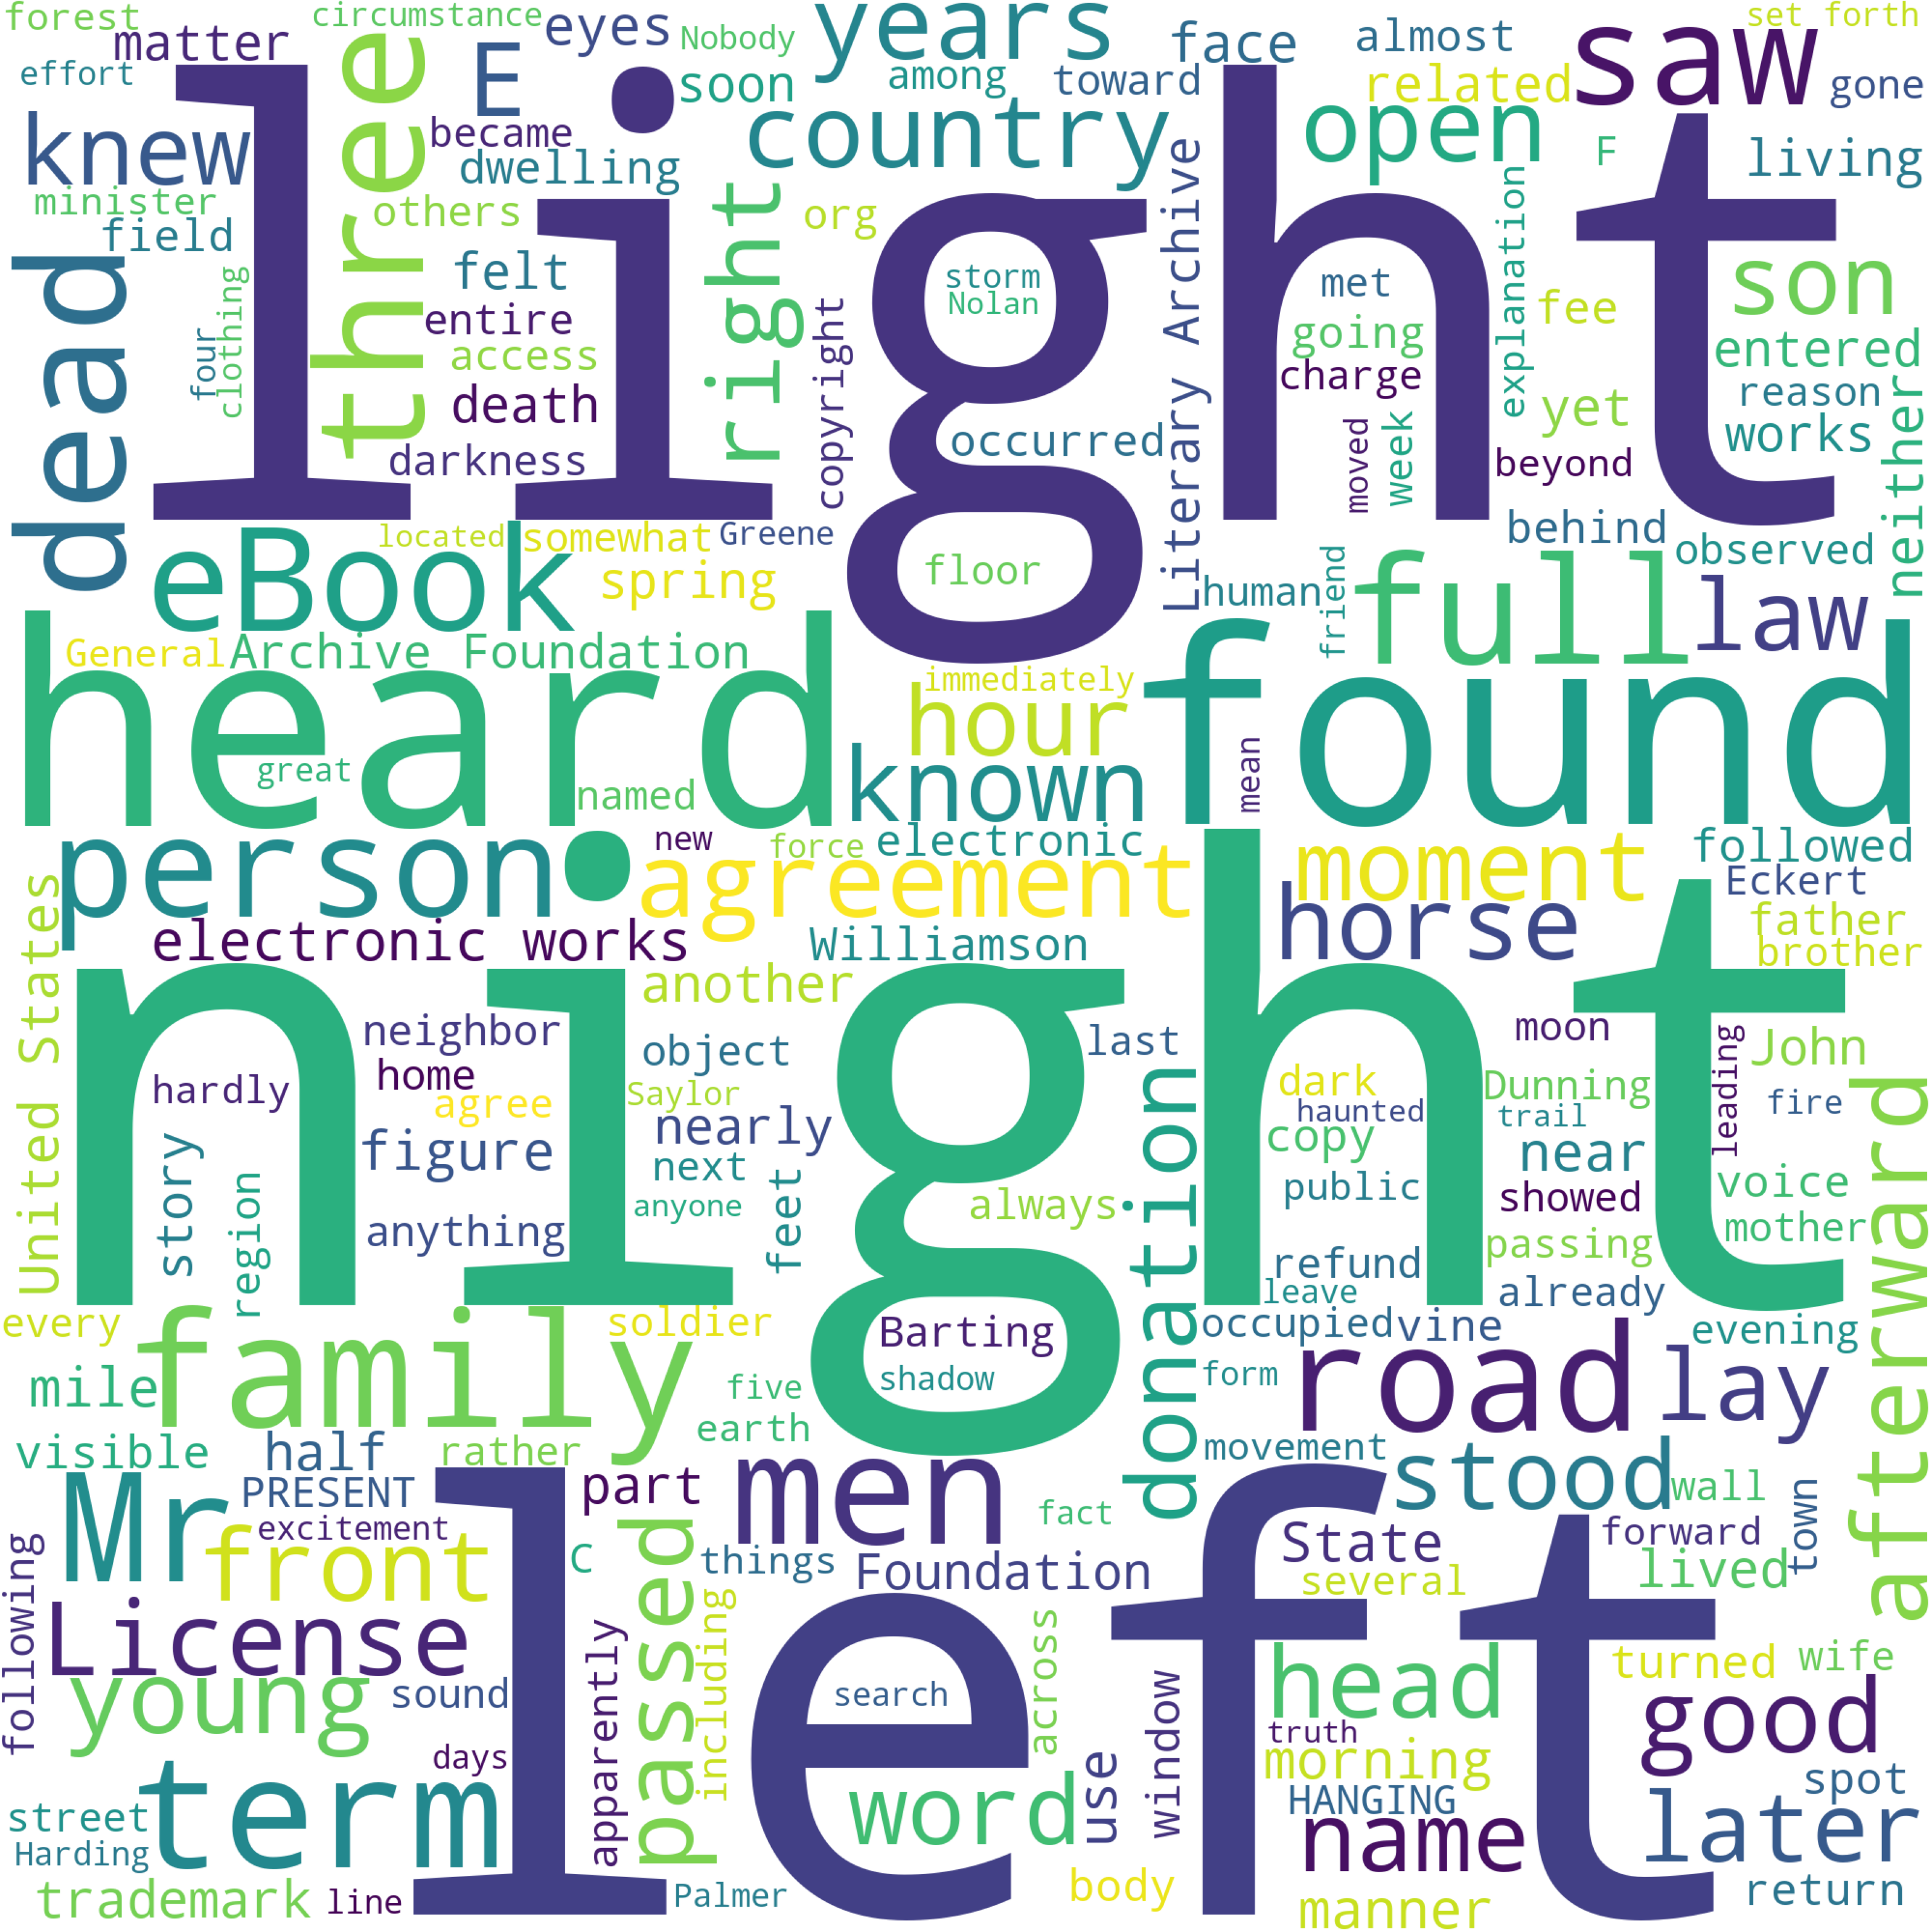 forest
circumstance
matter
effort
three
E
eyes
Nobody
soon
years
among
toward
face
almost
related
saw
set forth
gone
knew
became
dwelling
country
open
F
living
light
minister
others
field
felt
right
org
storm
Nolan
Literary Archive
met
explanation
fee
son
dead
four
clothing
entire
access
death
darkness
copyright
occurred
going
charge
moved
week
yet
beyond
entered
reason
works
neither
eBook
located
somewhat
Greene
spring
floor
human
friend
behind
observed
full
law
General
Archive Foundation
heard
great
immediately
hour
known
mean
found
named
new
force
electronic
person
agreement
moment
followed
Eckert
horse
father
brother
United States
electronic works
Williamson
another
night
neighbor
home
hardly
agree
object
Saylor
last
dark
haunted
moon
Dunning
trail
leading
John
fire
story
region
figure
anything
nearly
next
anyone
feet
always
donation
copy
public
refund
leave
near
showed
passing
already
voice
mother
afterward
every
family
soldier
Barting
shadow
occupied
vine
evening
mile
five
earth
form
road
lay
visible
half
rather
men
movement
stood
wall
town
Mr
PRESENT
excitement
front
C
part
things
fact
Foundation
State
several
forward
lived
following
License
young
sound
left
apparently
passed
including
search
across
window
head
truth
turned
wife
morning
good
days
term
word
use
HANGING
name
spot
later
street
Harding
trademark
line
Palmer
body
manner
return